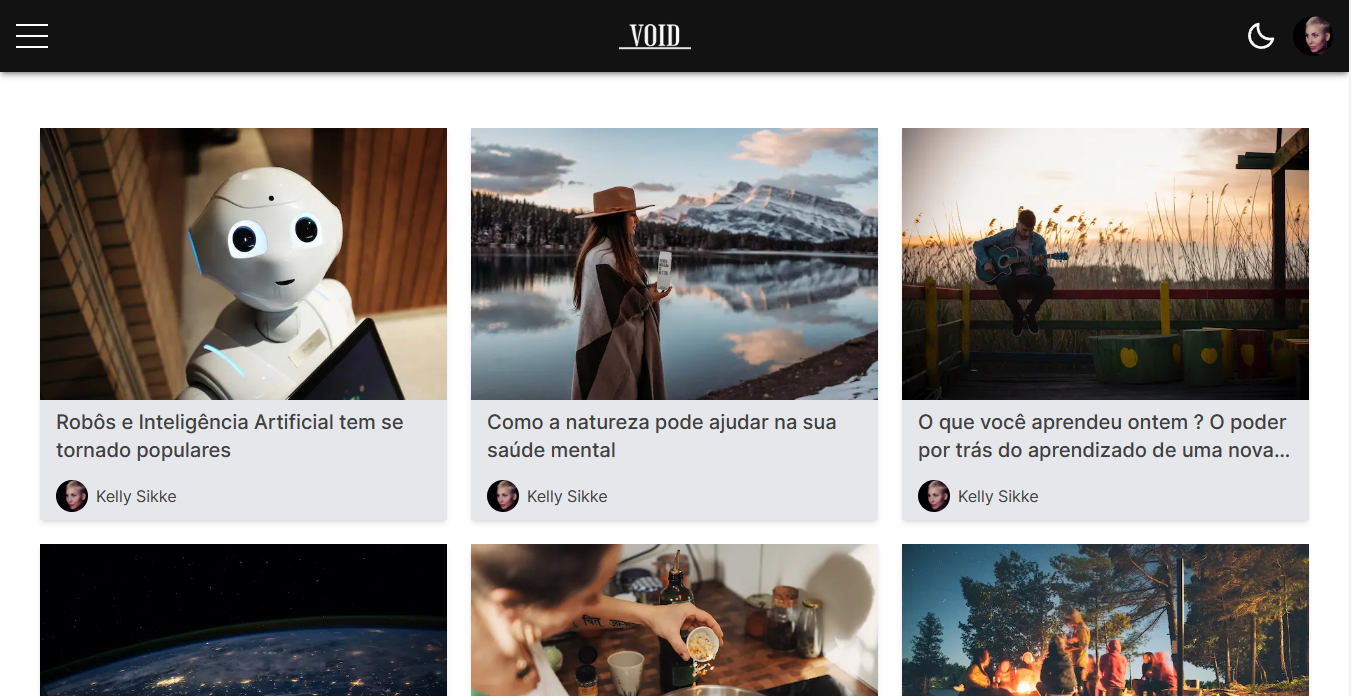 VOID
Robôs e Inteligência Artificial tem se
tornado populares
Kelly Sikke
Como a natureza pode ajudar na sua
saúde mental
Kelly Sikke
O que você aprendeu ontem ? O poder
por trás do aprendizado de uma nova...
Kelly Sikke